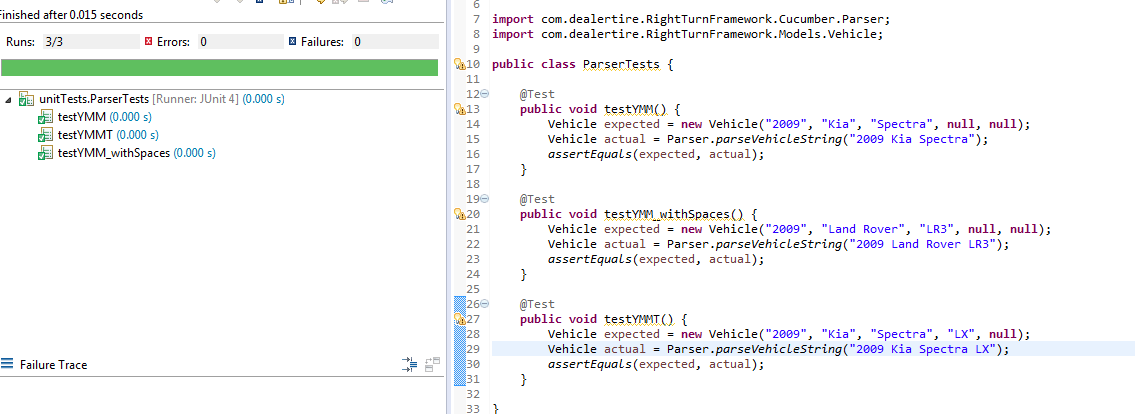 Finished after 0.015 seconds
Runs: 3/3 Errors: 0 Failures: 0
unitTests.ParserTests [Runner: JUnit 4] (0.000 s)
testYMM (0.000 s)
testYMMT (0.000 s)
testYMM_withSpaces (0.000 s)
Failure Trace
6
7 import com.dealertire.RightTurnFramework.Cucumber.Parser;
8 import com.dealertire.RightTurnFramework.Models.Vehicle;
9
10 public class ParserTests {
11
12 @Test
13 public void testYMM() {
14 Vehicle expected = new Vehicle("2009", "Kia", "Spectra", null, null);
15 Vehicle actual = Parser.parseVehicleString("2009 Kia Spectra");
16 assertEquals(expected, actual);
17 }
18
19 @Test
20 public void testYMM_withSpaces() {
21 Vehicle expected = new Vehicle("2009", "Land Rover", "LR3", null, null);
22 Vehicle actual = Parser.parseVehicleString("2009 Land Rover LR3");
23 assertEquals(expected, actual);
24 }
25
26 @Test
27 public void testYMMT() {
28 Vehicle expected = new Vehicle("2009", "Kia", "Spectra", "LX", null);
29 Vehicle actual = Parser.parseVehicleString("2009 Kia Spectra LX");
30 assertEquals(expected, actual);
31 }
32
33 }